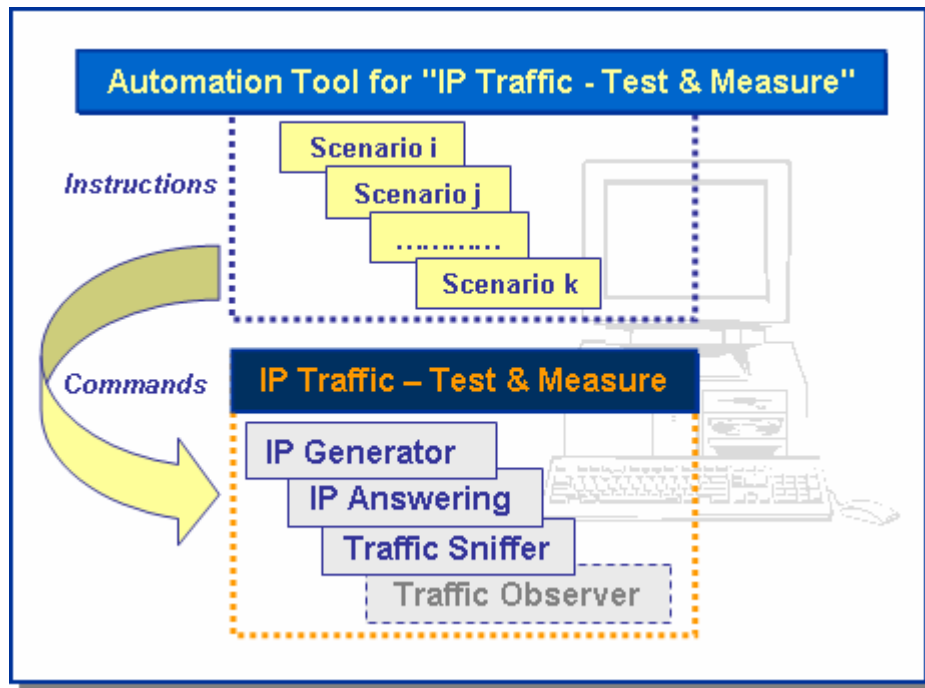 Automation Tool for "IP Traffic - Test & Measure"
Scenario i
Instructions
Scenario j
............
Scenario k
Commands
IP Traffic – Test & Measure
IP Generator
IP Answering
Traffic Sniffer
Traffic Observer